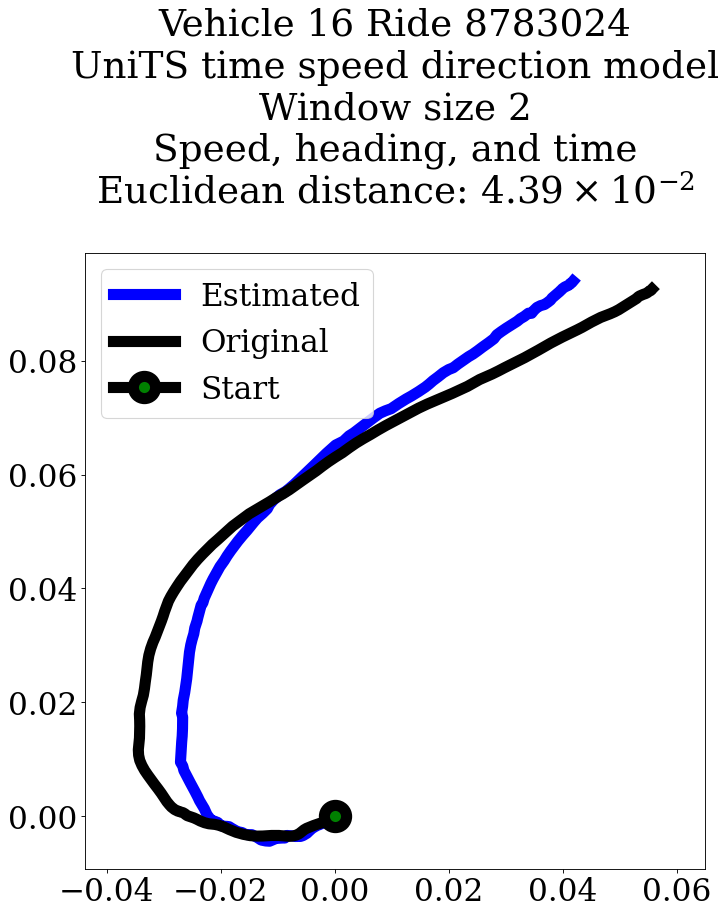 Vehicle 16 Ride 8783024
UniTS time speed direction model
Window size 2
Speed, heading, and time
Euclidean distance: 4.39 × 10⁻²
Estimated
Original
Start
0.08
0.06
0.04
0.02
0.00
−0.04 −0.02 0.00 0.02 0.04 0.06